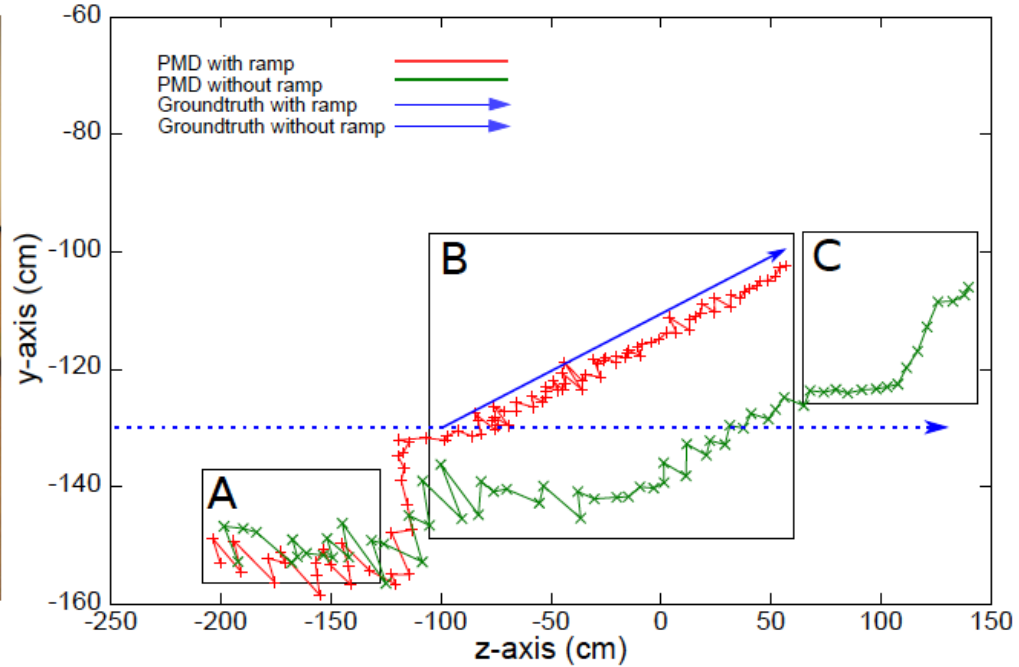 -60
PMD with ramp
PMD without ramp
Groundtruth with ramp
Groundtruth without ramp
-80
y-axis (cm)
-100
B
C
-120
-140
A
-160
-250 -200 -150 -100 -50 0 50 100 150
z-axis (cm)